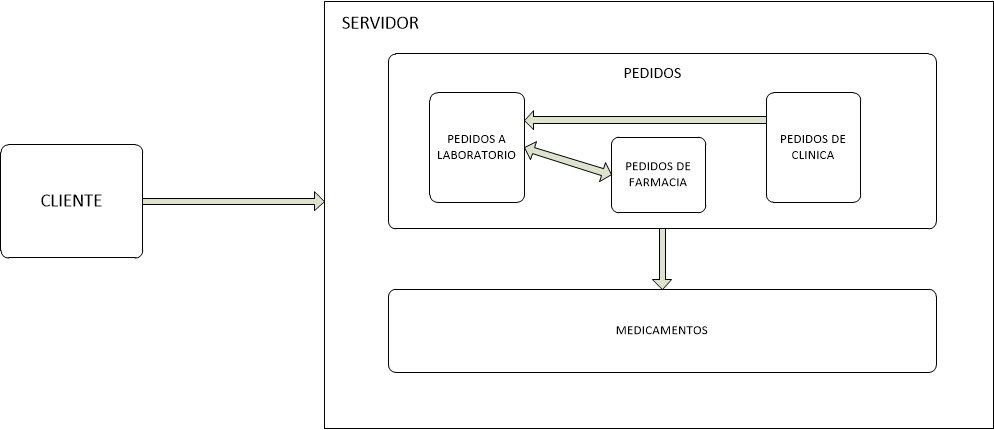 SERVIDOR
PEDIDOS
PEDIDOS A
LABORATORIO
PEDIDOS DE
FARMACIA
PEDIDOS DE
CLINICA
CLIENTE
MEDICAMENTOS